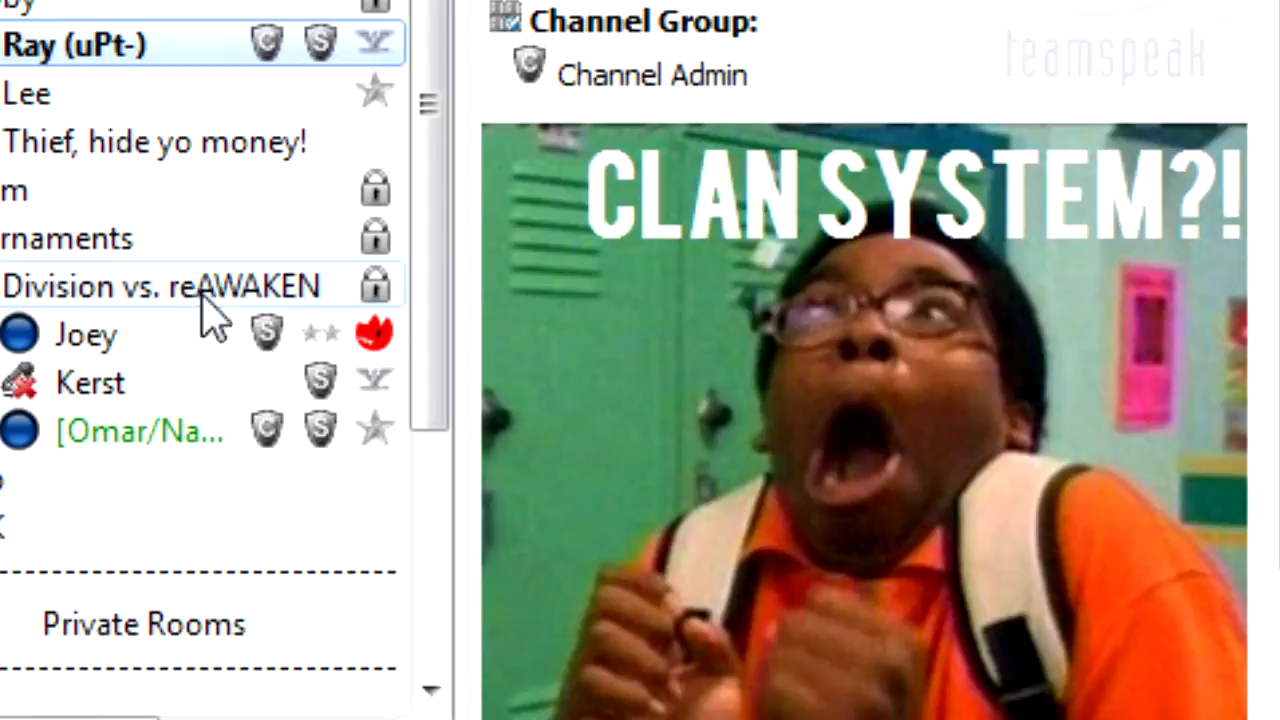 by
Ray (uPt-)
Lee
Thief, hide yo money!
m
rnaments
Division vs. reAWAKEN
Joey
Kerst
[Omar/Na...
Private Rooms
Channel Group:
Channel Admin
teamspeak
CLAN SYSTEM?!